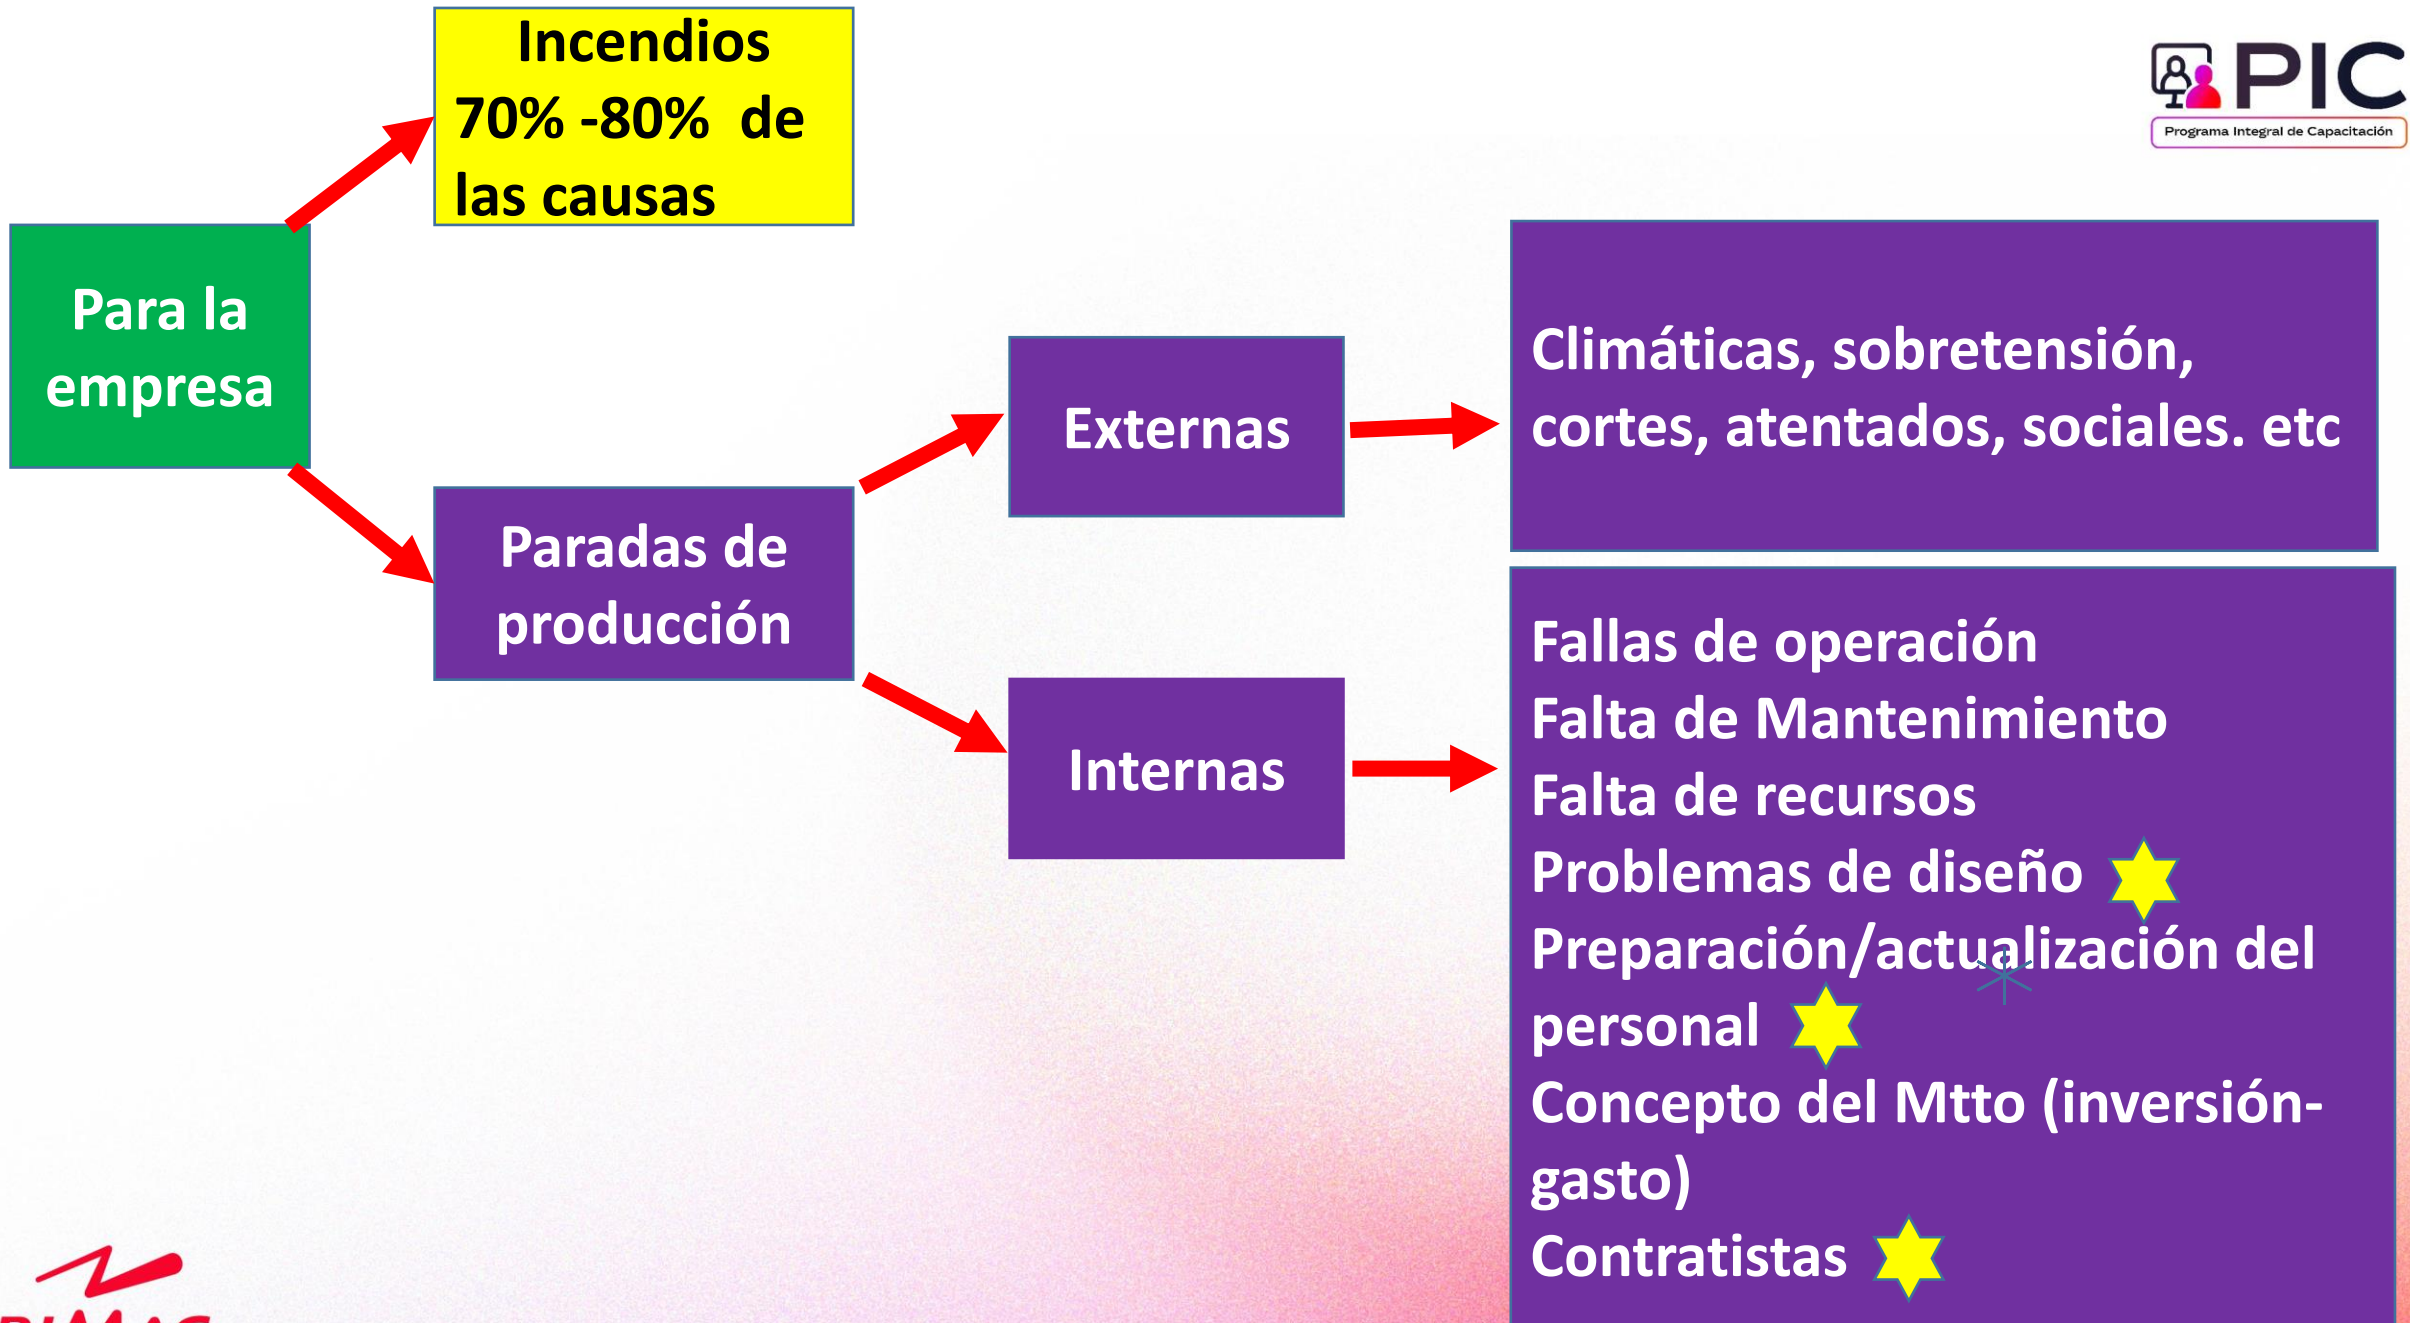 Incendios
70% -80%  de
las causas
PIC
Programa Integral de Capacitación
Para la
empresa
Externas
Climáticas, sobretensión,
cortes, atentados, sociales. etc
Paradas de
producción
Internas
Fallas de operación
Falta de Mantenimiento
Falta de recursos
Problemas de diseño
Preparación/actualización del
personal
Concepto del Mtto (inversión-
gasto)
Contratistas